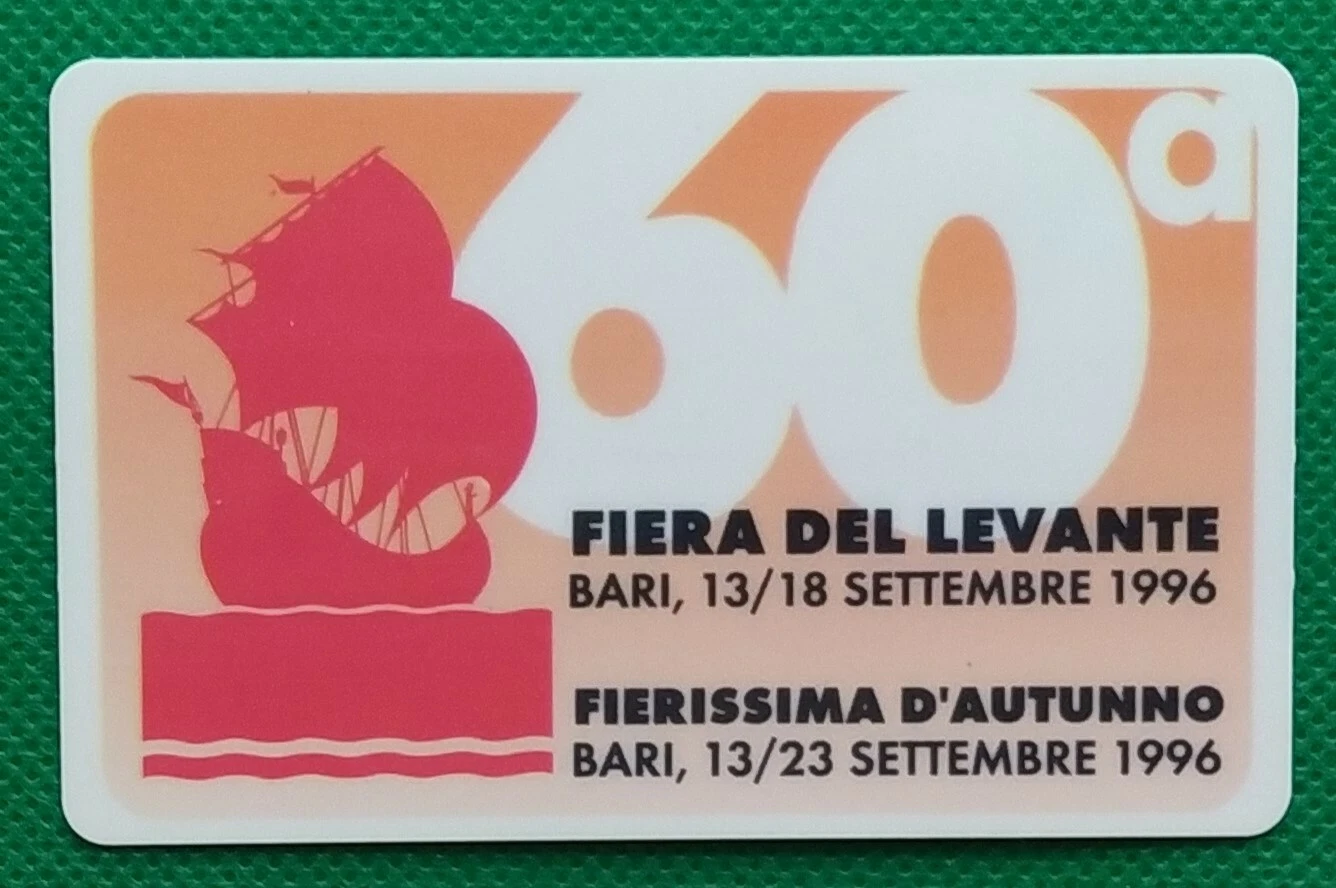 60a
FIERA DEL LEVANTE
BARI, 13/18 SETTEMBRE 1996
FIERISSIMA D'AUTUNNO
BARI, 13/23 SETTEMBRE 1996